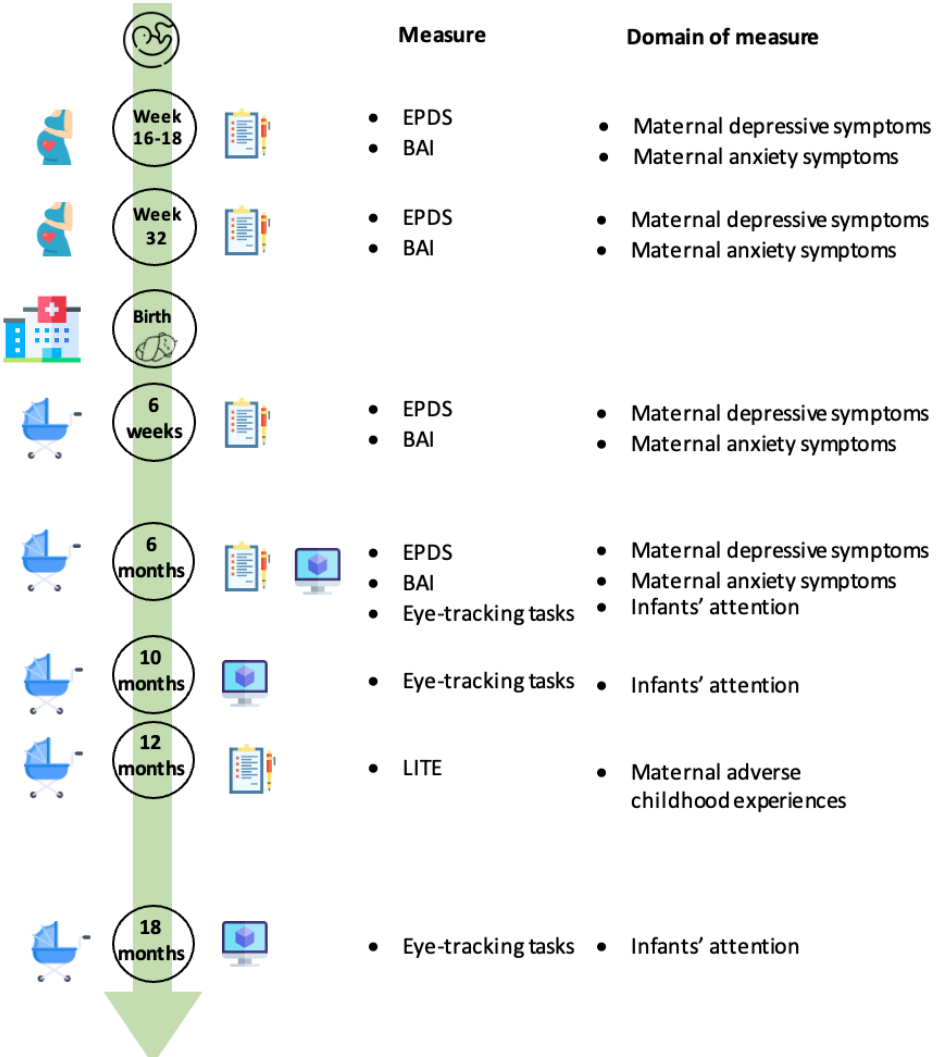 Measure Domain of measure
Week
16-18
• EPDS
• BAI
• Maternal depressive symptoms
• Maternal anxiety symptoms
Week
32
• EPDS
• BAI
• Maternal depressive symptoms
• Maternal anxiety symptoms
Birth
6
weeks
• EPDS
• BAI
• Maternal depressive symptoms
• Maternal anxiety symptoms
6
months
• EPDS
• BAI
• Eye-tracking tasks
• Maternal depressive symptoms
• Maternal anxiety symptoms
• Infants’ attention
10
months
• Eye-tracking tasks
• Infants’ attention
12
months
• LITE
• Maternal adverse
childhood experiences
18
months
• Eye-tracking tasks
• Infants’ attention